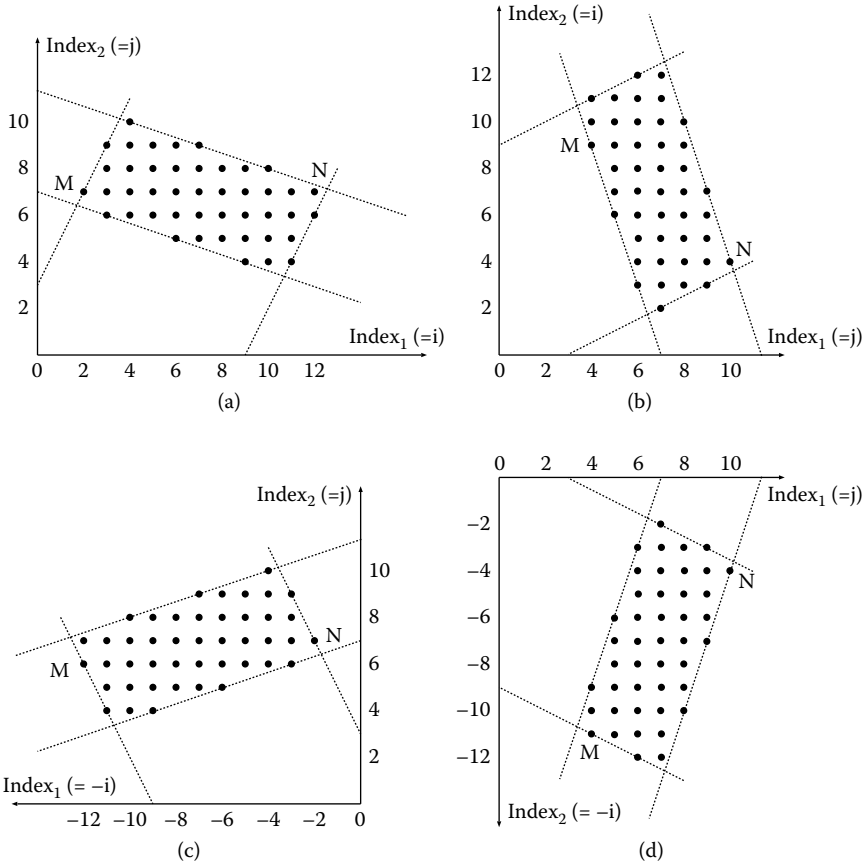 Index₂ (=j)
10
8
6
4
2
M
N
Index₁ (=i)
0 2 4 6 8 10 12
(a)
Index₂ (=i)
12
10
8
6
4
2
M
N
Index₁ (=j)
0 2 4 6 8 10
(b)
Index₂ (=j)
10
8
6
4
2
N
M
Index₁ (= −i)
−12 −10 −8 −6 −4 −2 0
(c)
0 2 4 6 8 10
Index₁ (=j)
−2
−4
−6
−8
−10
−12
N
M
Index₂ (= −i)
(d)